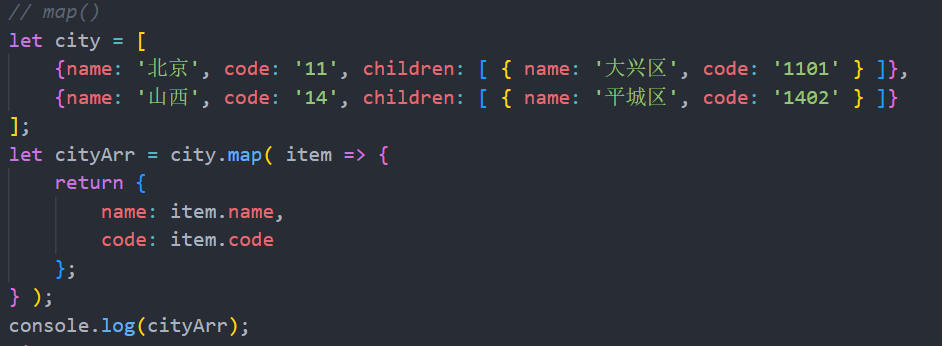 // map()
let city = [
    {name: '北京', code: '11', children: [ { name: '大兴区', code: '1101' } ]},
    {name: '山西', code: '14', children: [ { name: '平城区', code: '1402' } ]}
];
let cityArr = city.map( item => {
    return {
        name: item.name,
        code: item.code
    };
} );
console.log(cityArr);